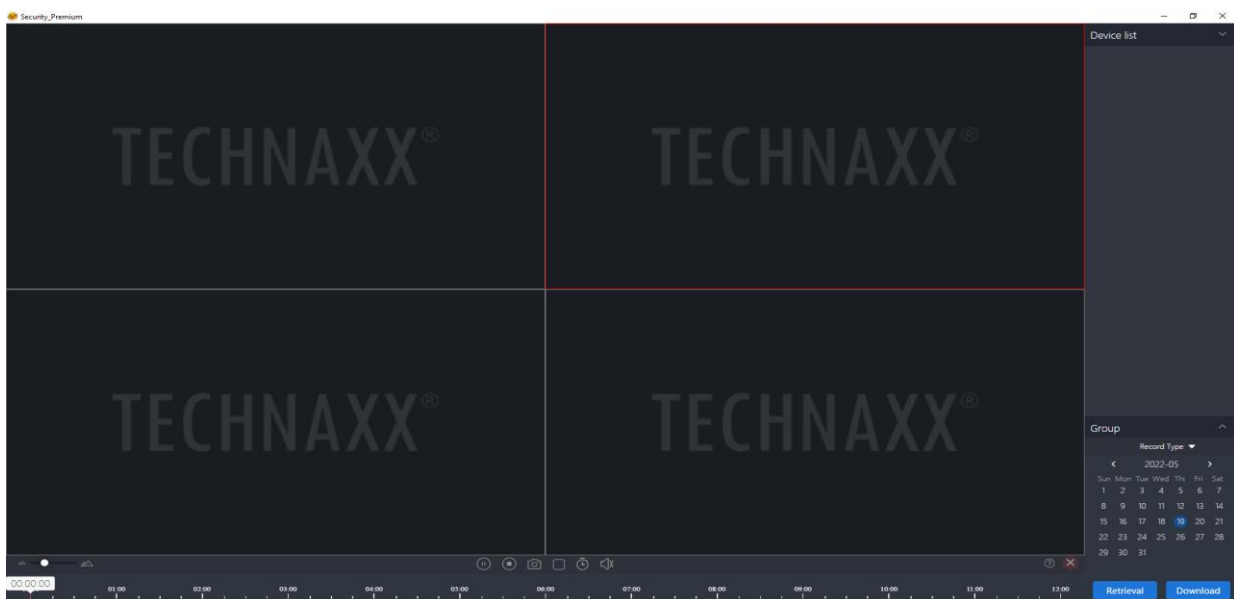 Security_Premium
Device list
TECHNAXX®
TECHNAXX®
TECHNAXX®
TECHNAXX®
Group
Record Type
2022-05
Sun Mon Tue Wed Thi Fri Sat
1 2 3 4 5 6 7
8 9 10 11 12 13 14
15 16 17 18 19 20 21
22 23 24 25 26 27 28
29 30 31
00:00:00
01:00 02:00 03:00 04:00 05:00 06:00 07:00 08:00 09:00 10:00 11:00 12:00
Retrieval Download